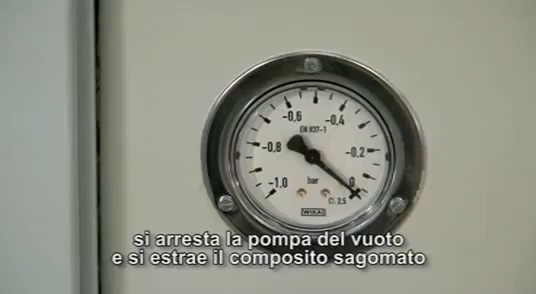 -0,6
-0,4
EN 837-1
-0,8
-0,2
-1,0
bar
0
Cl. 2.5
WIKA
si arresta la pompa del vuoto
e si estrae il composito sagomato